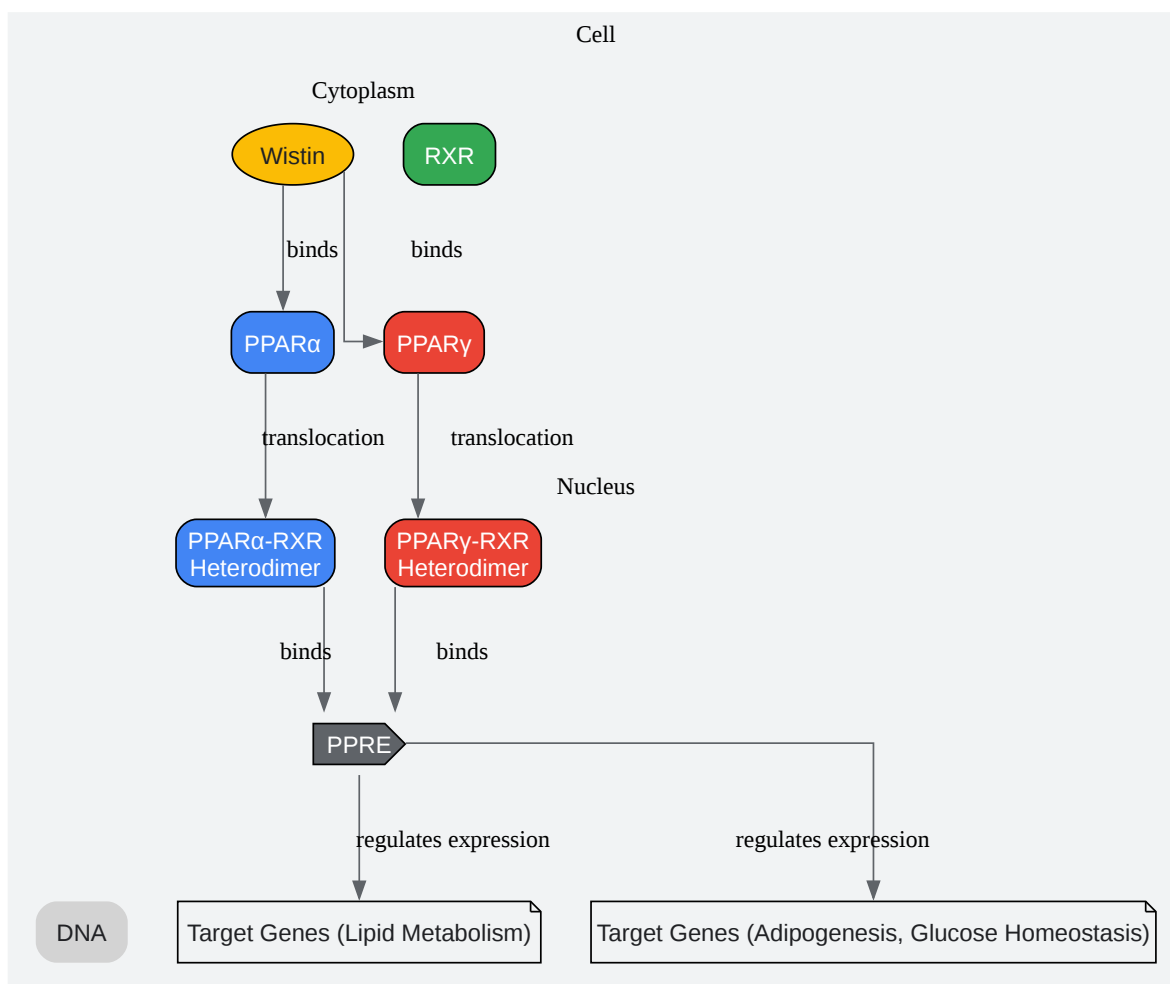 Cell
Cytoplasm
Wistin
RXR
binds
binds
PPARα
PPARγ
translocation
translocation
Nucleus
PPARα-RXR
Heterodimer
PPARγ-RXR
Heterodimer
binds
binds
PPRE
regulates expression
regulates expression
DNA
Target Genes (Lipid Metabolism)
Target Genes (Adipogenesis, Glucose Homeostasis)